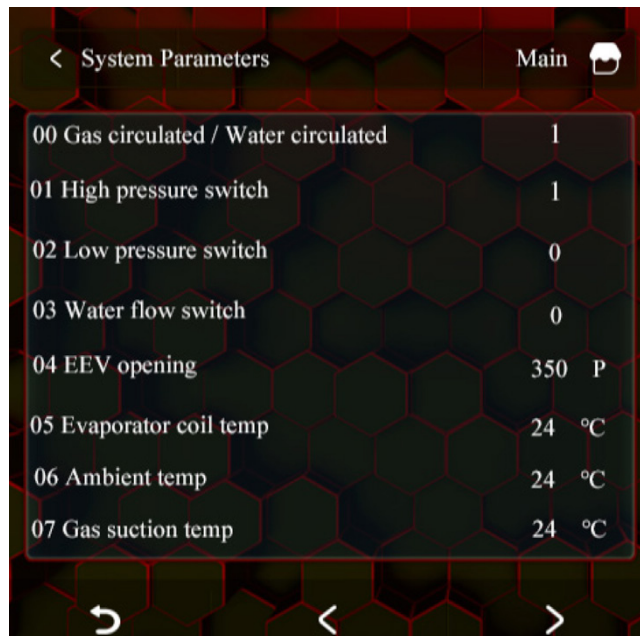 < System Parameters Main
00 Gas circulated / Water circulated 1
01 High pressure switch 1
02 Low pressure switch 0
03 Water flow switch 0
04 EEV opening 350 P
05 Evaporator coil temp 24 ℃
06 Ambient temp 24 ℃
07 Gas suction temp 24 ℃